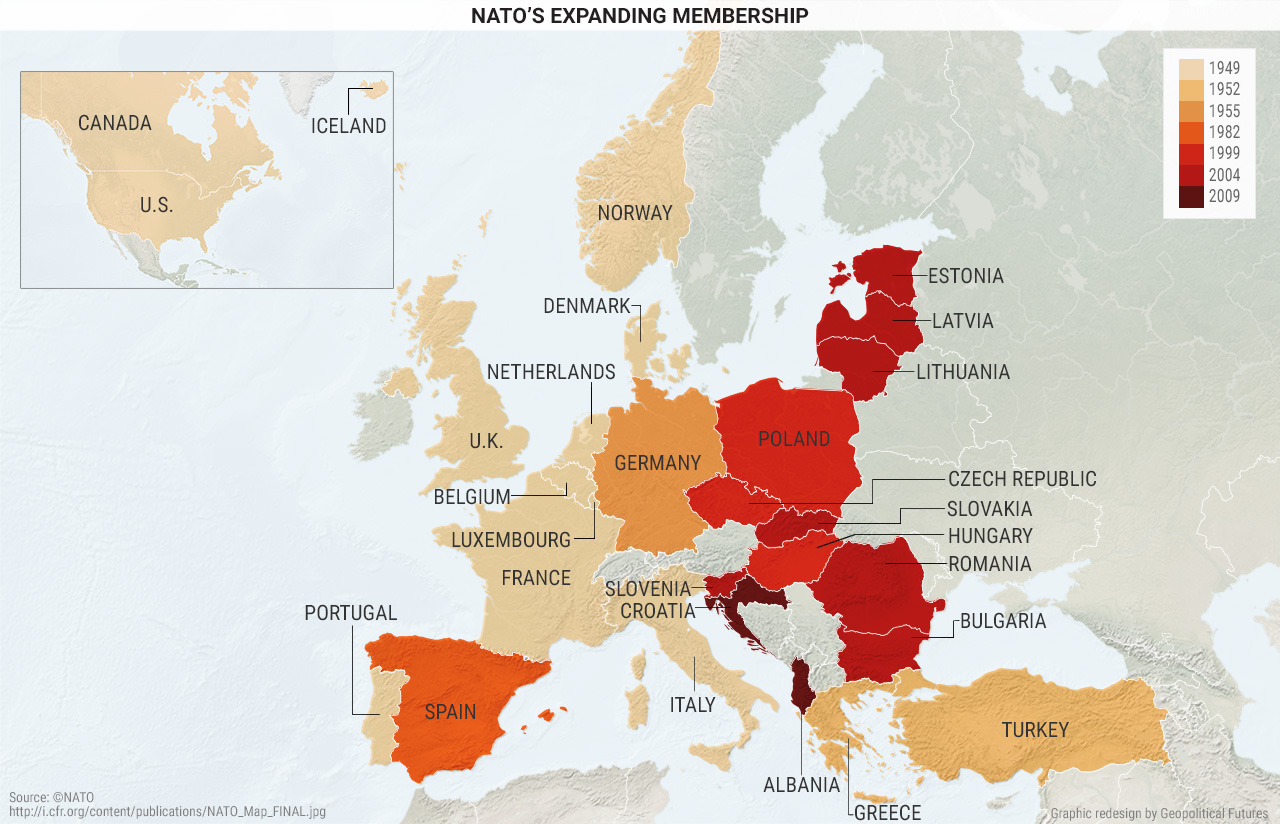 NATO’S EXPANDING MEMBERSHIP
CANADA
ICELAND
U.S.
1949
1952
1955
1982
1999
2004
2009
NORWAY
ESTONIA
DENMARK
LATVIA
NETHERLANDS
LITHUANIA
U.K.
POLAND
GERMANY
CZECH REPUBLIC
BELGIUM
SLOVAKIA
LUXEMBOURG
HUNGARY
ROMANIA
FRANCE
SLOVENIA
CROATIA
PORTUGAL
BULGARIA
ITALY
SPAIN
TURKEY
ALBANIA
GREECE
Source: ©NATO
http://i.cfr.org/content/publications/NATO_Map_FINAL.jpg
Graphic redesign by Geopolitical Futures